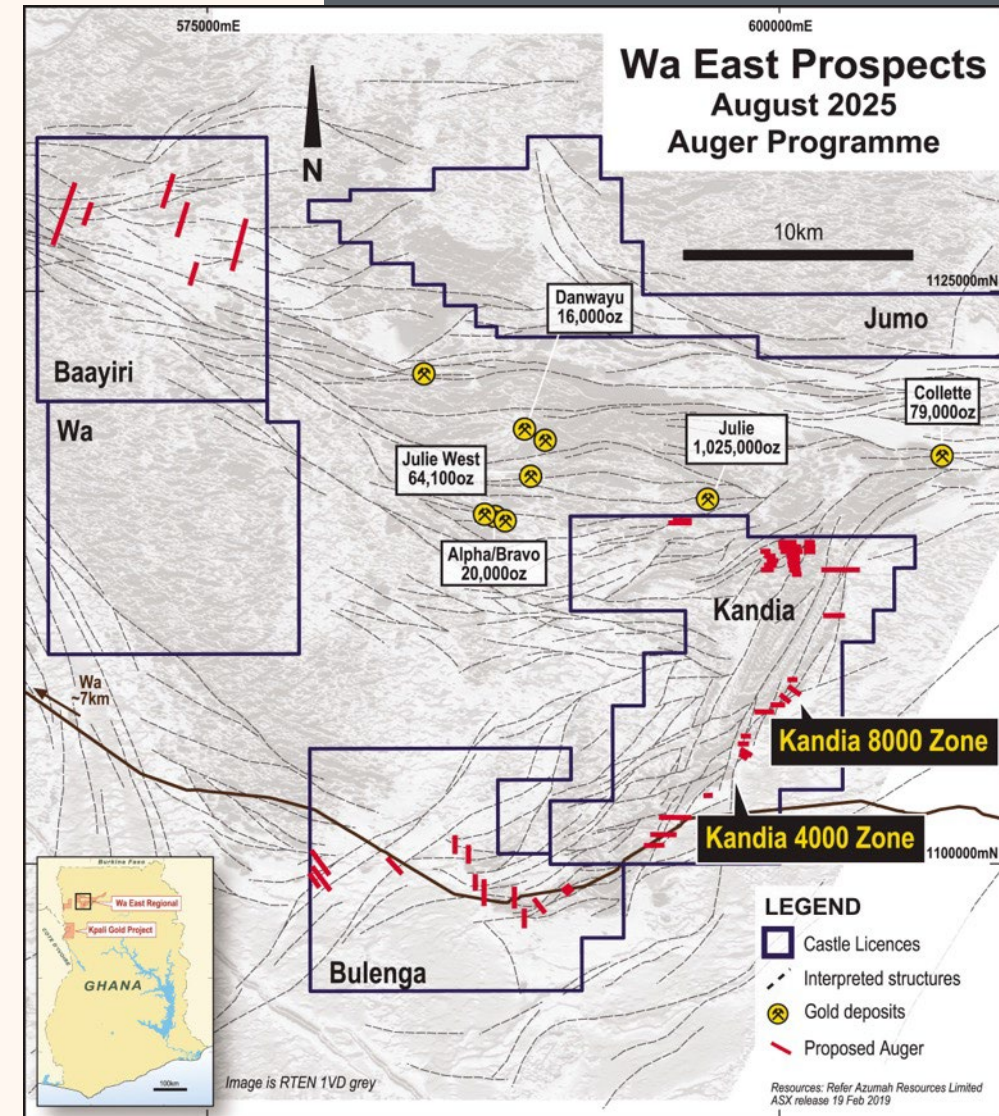 575000mE
600000mE
Wa East Prospects
August 2025
Auger Programme
N
10km
1125000mN
Danwayu
16,000oz
Jumo
Baayiri
Collette
79,000oz
Wa
Julie
1,025,000oz
Julie West
64,100oz
Alpha/Bravo
20,000oz
Kandia
Wa
~7km
Kandia 8000 Zone
Kandia 4000 Zone
1100000mN
Bulenga
LEGEND
Castle Licences
Interpreted structures
Gold deposits
Proposed Auger
Burkina Faso
Wa East Regional
Kpali Gold Project
COTE D'IVOIRE
GHANA
100km
Image is RTEN 1VD grey
Resources: Refer Azumah Resources Limited
ASX release 19 Feb 2019